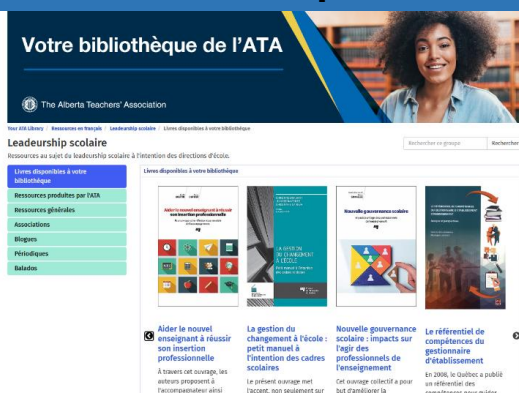 Votre bibliothèque de l'ATA
The Alberta Teachers' Association
Your ATA Library / Ressources en français / Leadership scolaire / Livres disponibles à votre bibliothèque
Leadeurship scolaire
Rechercher ce groupe
Rechercher
Ressources au sujet du leadeurship scolaire à l'intention des directions d'école.
Livres disponibles à votre bibliothèque
Ressources produites par l'ATA
Ressources générales
Associations
Blogues
Périodiques
Balados
Livres disponibles à votre bibliothèque
Aider le nouvel enseignant à réussir
son insertion professionnelle
LA GESTION
DU CHANGEMENT
À L'ÉCOLE
Nouvelle gouvernance scolaire
Aider le nouvel
enseignant à réussir
son insertion
professionnelle
À travers cet ouvrage, les
auteurs proposent à
l'accompagnateur ainsi
La gestion du
changement à l'école :
petit manuel à
l'intention des cadres
scolaires
Le présent ouvrage met
l'accent, non seulement sur
Nouvelle gouvernance
scolaire : impacts sur
l'agir des
professionnels de
l'enseignement
Cet ouvrage collectif a pour
but d'améliorer la
Le référentiel de
compétences du
gestionnaire
d'établissement
En 2008, le Québec a publié
un référentiel des
compétences pour guider